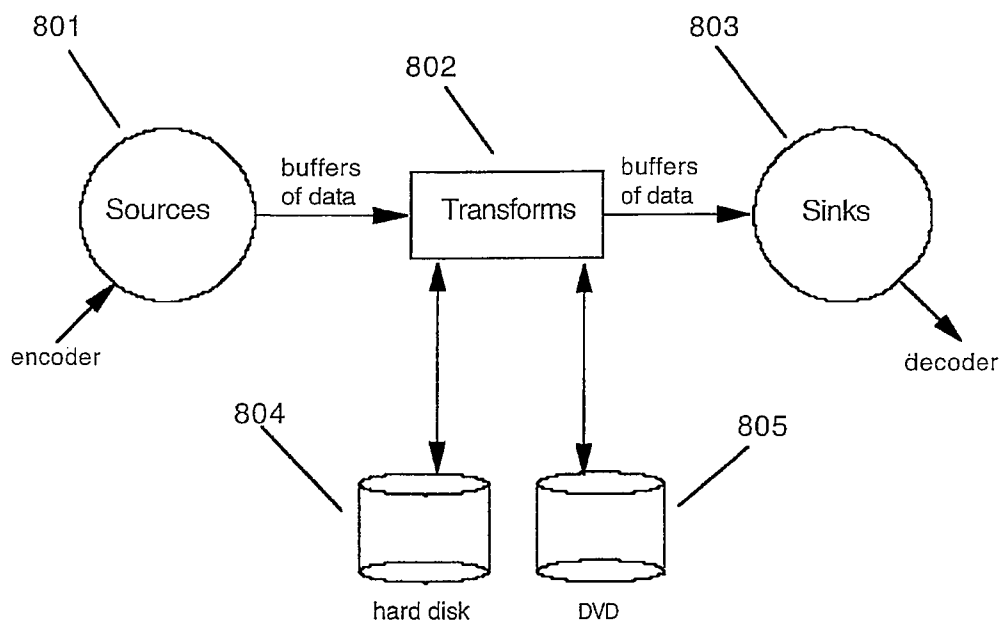 801
802
803
buffers
of data
buffers
of data
Sources
Transforms
Sinks
encoder
decoder
804
805
hard disk
DVD